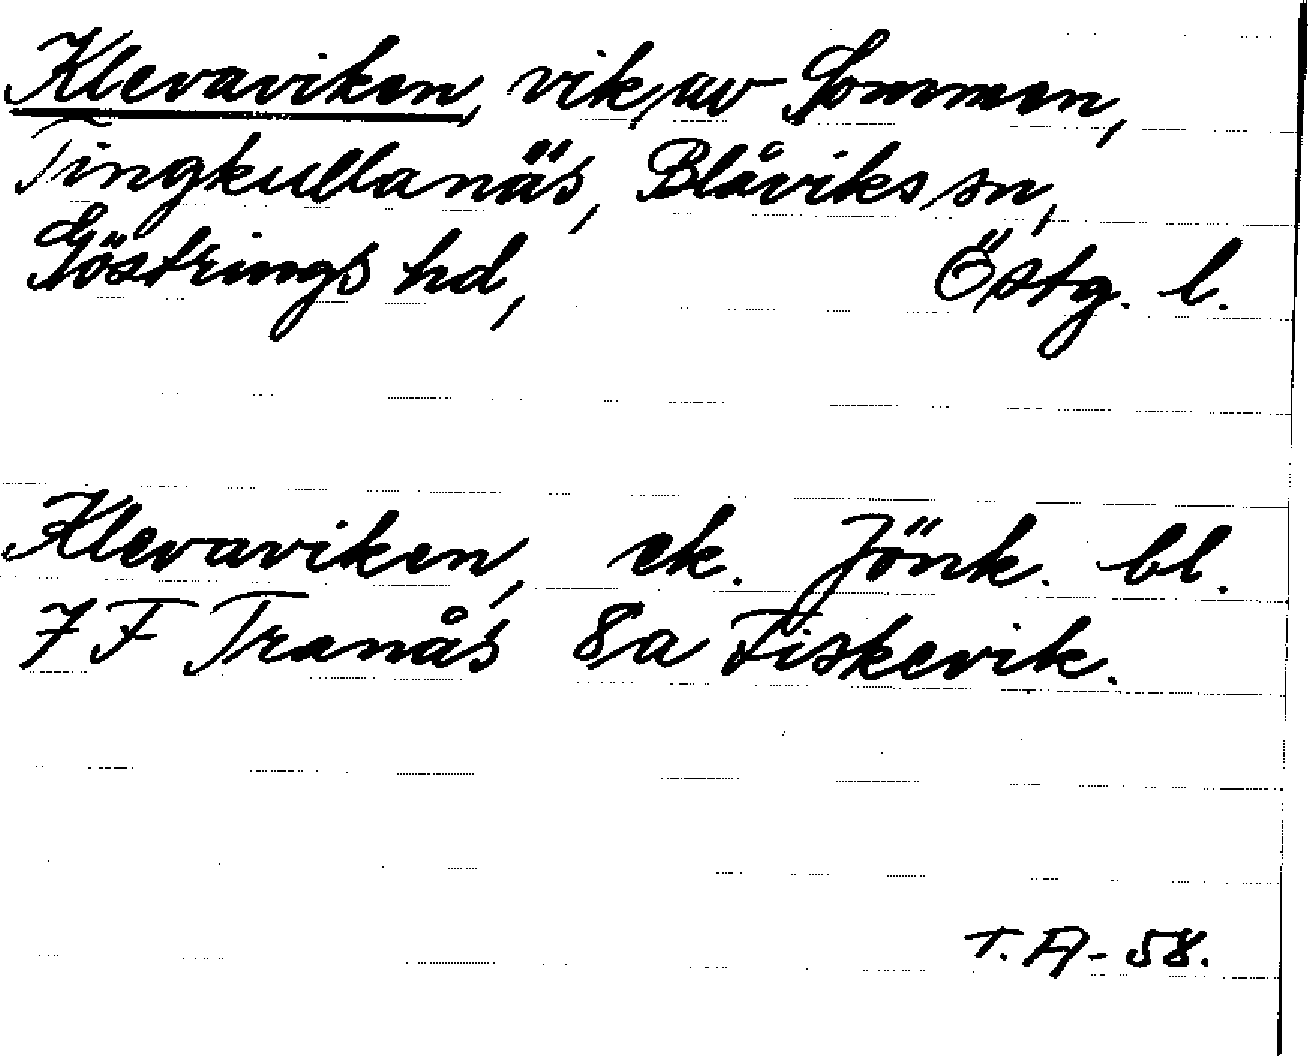 Klevaviken, vik av Sommen,
Tingkullanäs, Blåviks sn,
Göstrings hd, Östg. l.
Klevaviken, ek. Jönk. bl.
7 F Tranås 8a Fiskevik.
T. A - 58.